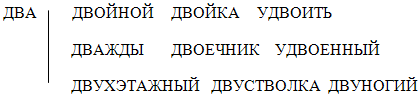 ДВА ДВОЙНОЙ ДВОЙКА УДВОИТЬ
ДВАЖДЫ ДВОЕЧНИК УДВОЕННЫЙ
ДВУХЭТАЖНЫЙ ДВУСТВОЛКА ДВУНОГИЙ